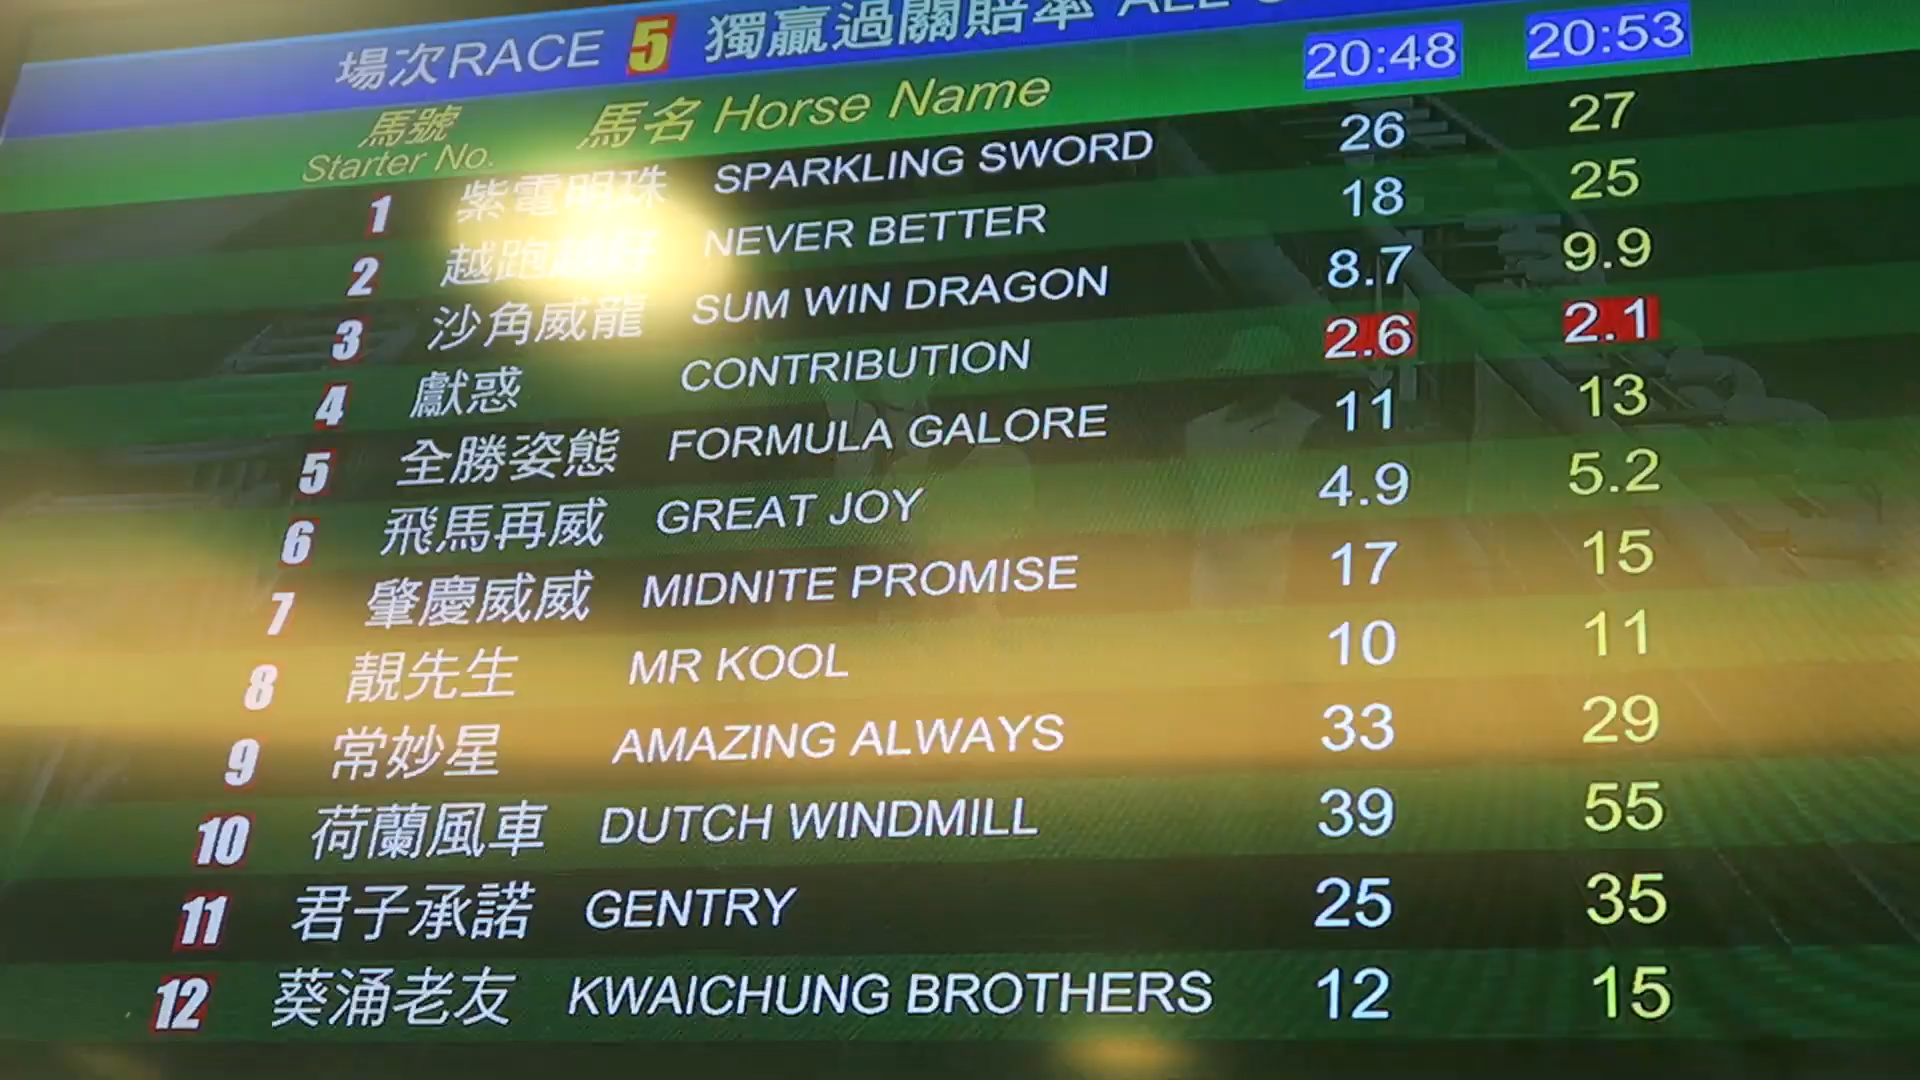 場次RACE 5 獨贏過關賠率 ALL 20:48 20:53
馬號 馬名 Horse Name
Starter No.
1 紫電明珠 SPARKLING SWORD 26 27
2 越跑越好 NEVER BETTER 18 25
3 沙角威龍 SUM WIN DRAGON 8.7 9.9
4 獻惑 CONTRIBUTION 2.6 2.1
5 全勝姿態 FORMULA GALORE 11 13
6 飛馬再威 GREAT JOY 4.9 5.2
7 肇慶威威 MIDNITE PROMISE 17 15
8 靚先生 MR KOOL 10 11
9 常妙星 AMAZING ALWAYS 33 29
10 荷蘭風車 DUTCH WINDMILL 39 55
11 君子承諾 GENTRY 25 35
12 葵涌老友 KWAICHUNG BROTHERS 12 15